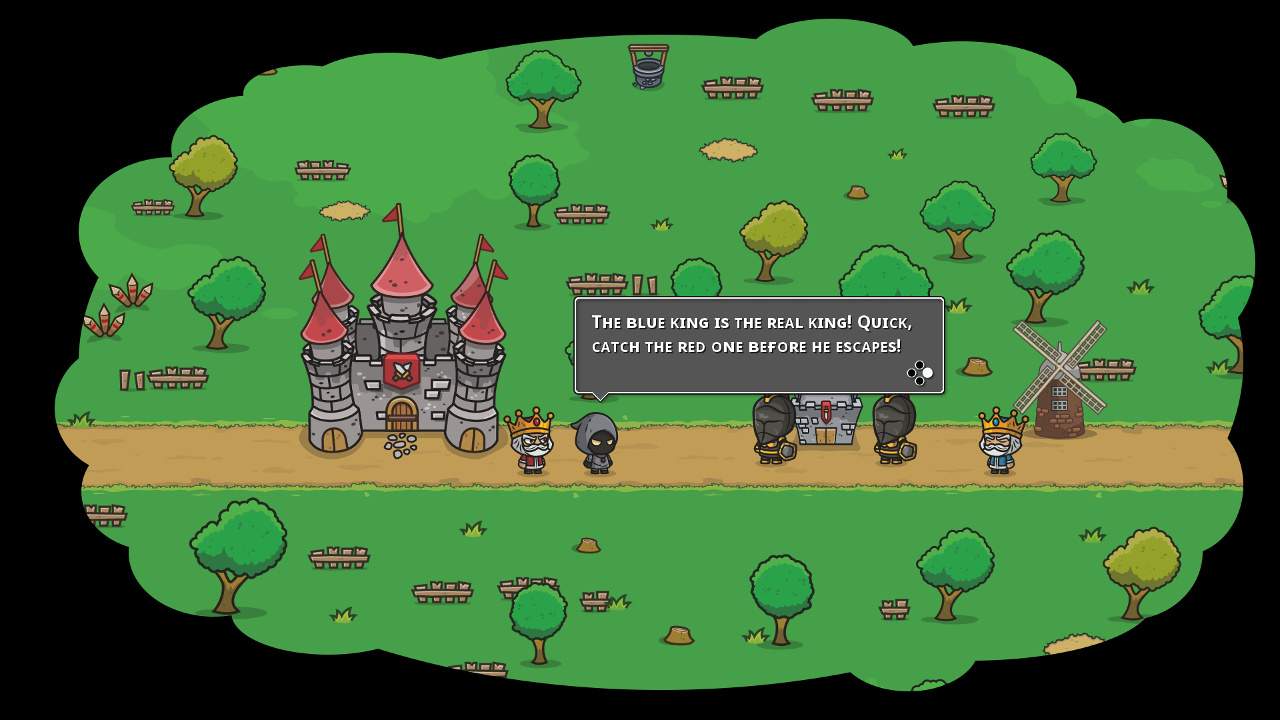 The blue king is the real king! Quick,
catch the red one before he escapes!